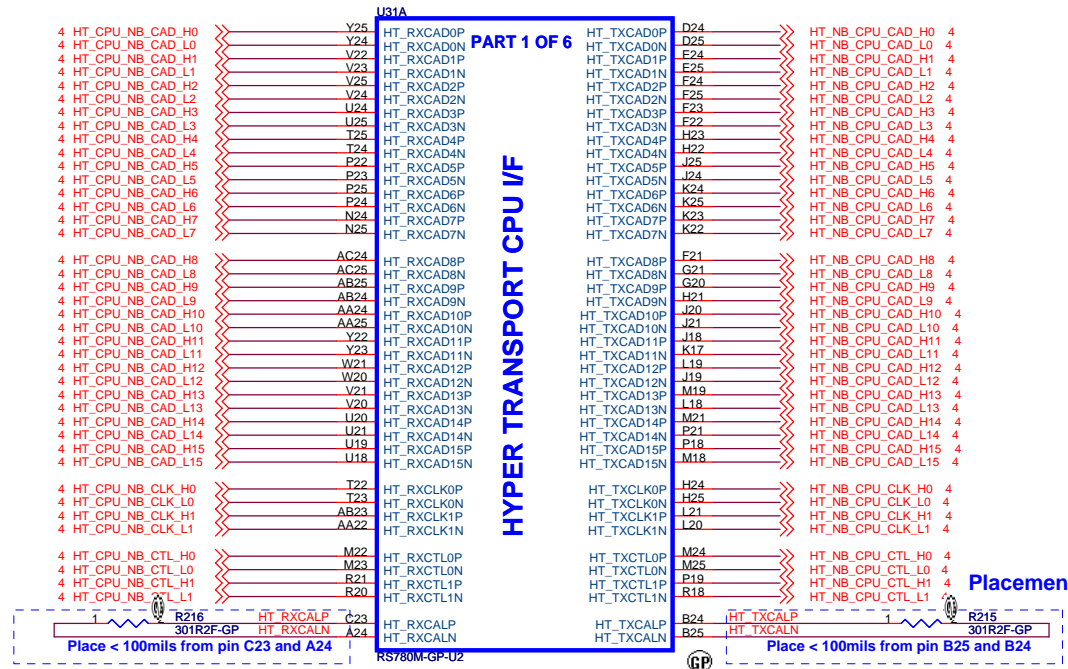 U31A
PART 1 OF 6
HYPER TRANSPORT CPU I/F
4 HT_CPU_NB_CAD_H0 Y25 HT_RXCAD0P HT_TXCAD0P D24 HT_NB_CPU_CAD_H0 4
4 HT_CPU_NB_CAD_L0 Y24 HT_RXCAD0N HT_TXCAD0N D25 HT_NB_CPU_CAD_L0 4
4 HT_CPU_NB_CAD_H1 V22 HT_RXCAD1P HT_TXCAD1P E24 HT_NB_CPU_CAD_H1 4
4 HT_CPU_NB_CAD_L1 V23 HT_RXCAD1N HT_TXCAD1N E25 HT_NB_CPU_CAD_L1 4
4 HT_CPU_NB_CAD_H2 V25 HT_RXCAD2P HT_TXCAD2P F24 HT_NB_CPU_CAD_H2 4
4 HT_CPU_NB_CAD_L2 V24 HT_RXCAD2N HT_TXCAD2N F25 HT_NB_CPU_CAD_L2 4
4 HT_CPU_NB_CAD_H3 U24 HT_RXCAD3P HT_TXCAD3P F23 HT_NB_CPU_CAD_H3 4
4 HT_CPU_NB_CAD_L3 U25 HT_RXCAD3N HT_TXCAD3N F22 HT_NB_CPU_CAD_L3 4
4 HT_CPU_NB_CAD_H4 T25 HT_RXCAD4P HT_TXCAD4P H23 HT_NB_CPU_CAD_H4 4
4 HT_CPU_NB_CAD_L4 T24 HT_RXCAD4N HT_TXCAD4N H22 HT_NB_CPU_CAD_L4 4
4 HT_CPU_NB_CAD_H5 P22 HT_RXCAD5P HT_TXCAD5P J25 HT_NB_CPU_CAD_H5 4
4 HT_CPU_NB_CAD_L5 P23 HT_RXCAD5N HT_TXCAD5N J24 HT_NB_CPU_CAD_L5 4
4 HT_CPU_NB_CAD_H6 P25 HT_RXCAD6P HT_TXCAD6P K24 HT_NB_CPU_CAD_H6 4
4 HT_CPU_NB_CAD_L6 P24 HT_RXCAD6N HT_TXCAD6N K25 HT_NB_CPU_CAD_L6 4
4 HT_CPU_NB_CAD_H7 N24 HT_RXCAD7P HT_TXCAD7P K23 HT_NB_CPU_CAD_H7 4
4 HT_CPU_NB_CAD_L7 N25 HT_RXCAD7N HT_TXCAD7N K22 HT_NB_CPU_CAD_L7 4
4 HT_CPU_NB_CAD_H8 AC24 HT_RXCAD8P HT_TXCAD8P F21 HT_NB_CPU_CAD_H8 4
4 HT_CPU_NB_CAD_L8 AC25 HT_RXCAD8N HT_TXCAD8N G21 HT_NB_CPU_CAD_L8 4
4 HT_CPU_NB_CAD_H9 AB25 HT_RXCAD9P HT_TXCAD9P G20 HT_NB_CPU_CAD_H9 4
4 HT_CPU_NB_CAD_L9 AB24 HT_RXCAD9N HT_TXCAD9N H21 HT_NB_CPU_CAD_L9 4
4 HT_CPU_NB_CAD_H10 AA24 HT_RXCAD10P HT_TXCAD10P J20 HT_NB_CPU_CAD_H10 4
4 HT_CPU_NB_CAD_L10 AA25 HT_RXCAD10N HT_TXCAD10N J21 HT_NB_CPU_CAD_L10 4
4 HT_CPU_NB_CAD_H11 Y22 HT_RXCAD11P HT_TXCAD11P J18 HT_NB_CPU_CAD_H11 4
4 HT_CPU_NB_CAD_L11 Y23 HT_RXCAD11N HT_TXCAD11N K17 HT_NB_CPU_CAD_L11 4
4 HT_CPU_NB_CAD_H12 W21 HT_RXCAD12P HT_TXCAD12P L19 HT_NB_CPU_CAD_H12 4
4 HT_CPU_NB_CAD_L12 W20 HT_RXCAD12N HT_TXCAD12N J19 HT_NB_CPU_CAD_L12 4
4 HT_CPU_NB_CAD_H13 V21 HT_RXCAD13P HT_TXCAD13P M19 HT_NB_CPU_CAD_H13 4
4 HT_CPU_NB_CAD_L13 V20 HT_RXCAD13N HT_TXCAD13N L18 HT_NB_CPU_CAD_L13 4
4 HT_CPU_NB_CAD_H14 U20 HT_RXCAD14P HT_TXCAD14P M21 HT_NB_CPU_CAD_H14 4
4 HT_CPU_NB_CAD_L14 U21 HT_RXCAD14N HT_TXCAD14N P21 HT_NB_CPU_CAD_L14 4
4 HT_CPU_NB_CAD_H15 U19 HT_RXCAD15P HT_TXCAD15P P18 HT_NB_CPU_CAD_H15 4
4 HT_CPU_NB_CAD_L15 U18 HT_RXCAD15N HT_TXCAD15N M18 HT_NB_CPU_CAD_L15 4
4 HT_CPU_NB_CLK_H0 T22 HT_RXCLK0P HT_TXCLK0P H24 HT_NB_CPU_CLK_H0 4
4 HT_CPU_NB_CLK_L0 T23 HT_RXCLK0N HT_TXCLK0N H25 HT_NB_CPU_CLK_L0 4
4 HT_CPU_NB_CLK_H1 AB23 HT_RXCLK1P HT_TXCLK1P L21 HT_NB_CPU_CLK_H1 4
4 HT_CPU_NB_CLK_L1 AA22 HT_RXCLK1N HT_TXCLK1N L20 HT_NB_CPU_CLK_L1 4
4 HT_CPU_NB_CTL_H0 M22 HT_RXCTL0P HT_TXCTL0P M24 HT_NB_CPU_CTL_H0 4
4 HT_CPU_NB_CTL_L0 M23 HT_RXCTL0N HT_TXCTL0N M25 HT_NB_CPU_CTL_L0 4
4 HT_CPU_NB_CTL_H1 R21 HT_RXCTL1P HT_TXCTL1P P19 HT_NB_CPU_CTL_H1 4
4 HT_CPU_NB_CTL_L1 R20 HT_RXCTL1N HT_TXCTL1N R18 HT_NB_CPU_CTL_L1
Placemen
1 R216 HT_RXCALP C23 HT_RXCALP HT_TXCALP B24 HT_TXCALP 1 R215
301R2F-GP HT_RXCALN A24 HT_RXCALN HT_TXCALN B25 HT_TXCALN 301R2F-GP
Place < 100mils from pin C23 and A24
Place < 100mils from pin B25 and B24
RS780M-GP-U2
GP